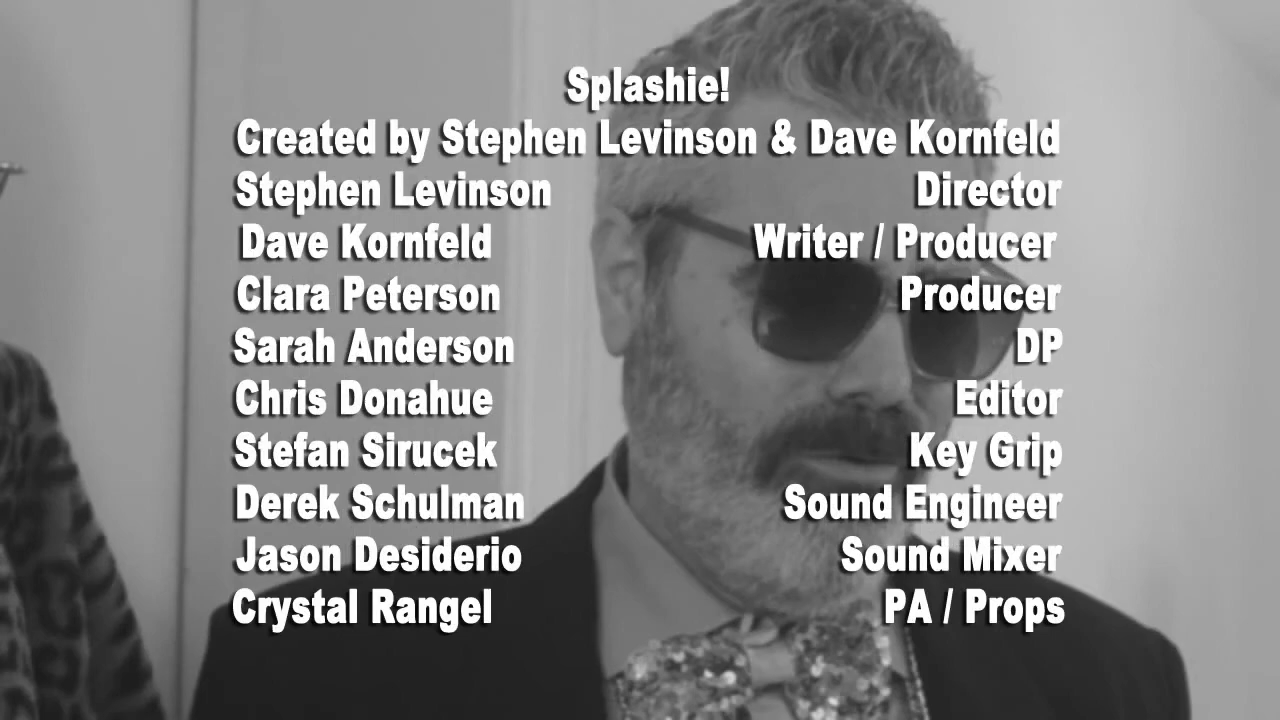 Splashie!
Created by Stephen Levinson & Dave Kornfeld
Stephen Levinson Director
Dave Kornfeld Writer / Producer
Clara Peterson Producer
Sarah Anderson DP
Chris Donahue Editor
Stefan Sirucek Key Grip
Derek Schulman Sound Engineer
Jason Desiderio Sound Mixer
Crystal Rangel PA / Props